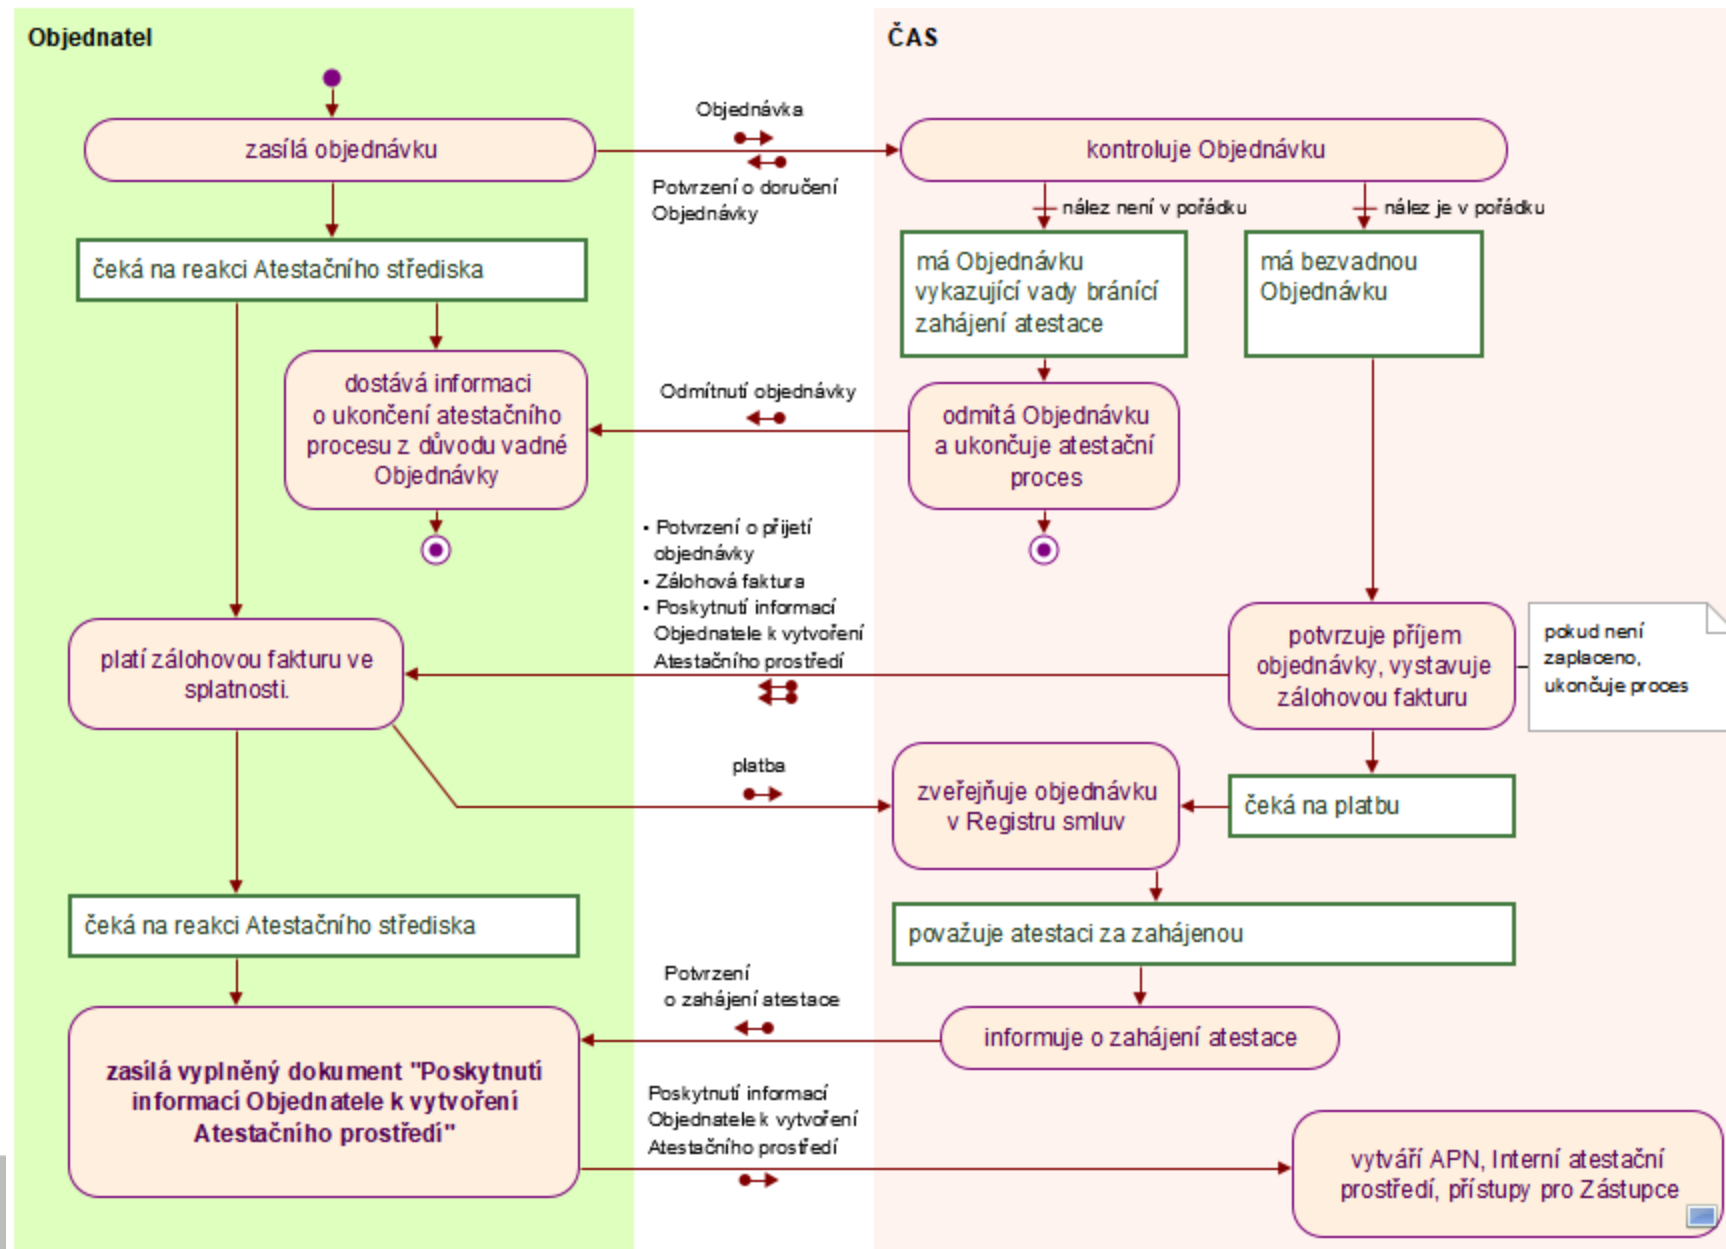 Objednatel
ČAS
Objednávka
zasílá objednávku
kontroluje Objednávku
Potvrzení o doručení
Objednávky
nález není v pořádku
nález je v pořádku
čeká na reakci Atestačního střediska
má Objednávku
vykazující vady bránící
zahájení atestace
má bezvadnou
Objednávku
dostává informaci
o ukončení atestačního
procesu z důvodu vadné
Objednávky
Odmítnutí objednávky
odmítá Objednávku
a ukončuje atestační
proces
• Potvrzení o přijetí
objednávky
• Zálohová faktura
• Poskytnutí informací
Objednatele k vytvoření
Atestačního prostředí
platí zálohovou fakturu ve
splatnosti.
potvrzuje příjem
objednávky, vystavuje
zálohovou fakturu
pokud není
zaplaceno,
ukončuje proces
platba
zveřejňuje objednávku
v Registru smluv
čeká na platbu
čeká na reakci Atestačního střediska
považuje atestaci za zahájenou
Potvrzení
o zahájení atestace
informuje o zahájení atestace
zasílá vyplněný dokument "Poskytnutí
informací Objednatele k vytvoření
Atestačního prostředí"
Poskytnutí informací
Objednatele k vytvoření
Atestačního prostředí
vytváří APN, Interní atestační
prostředí, přístupy pro Zástupce